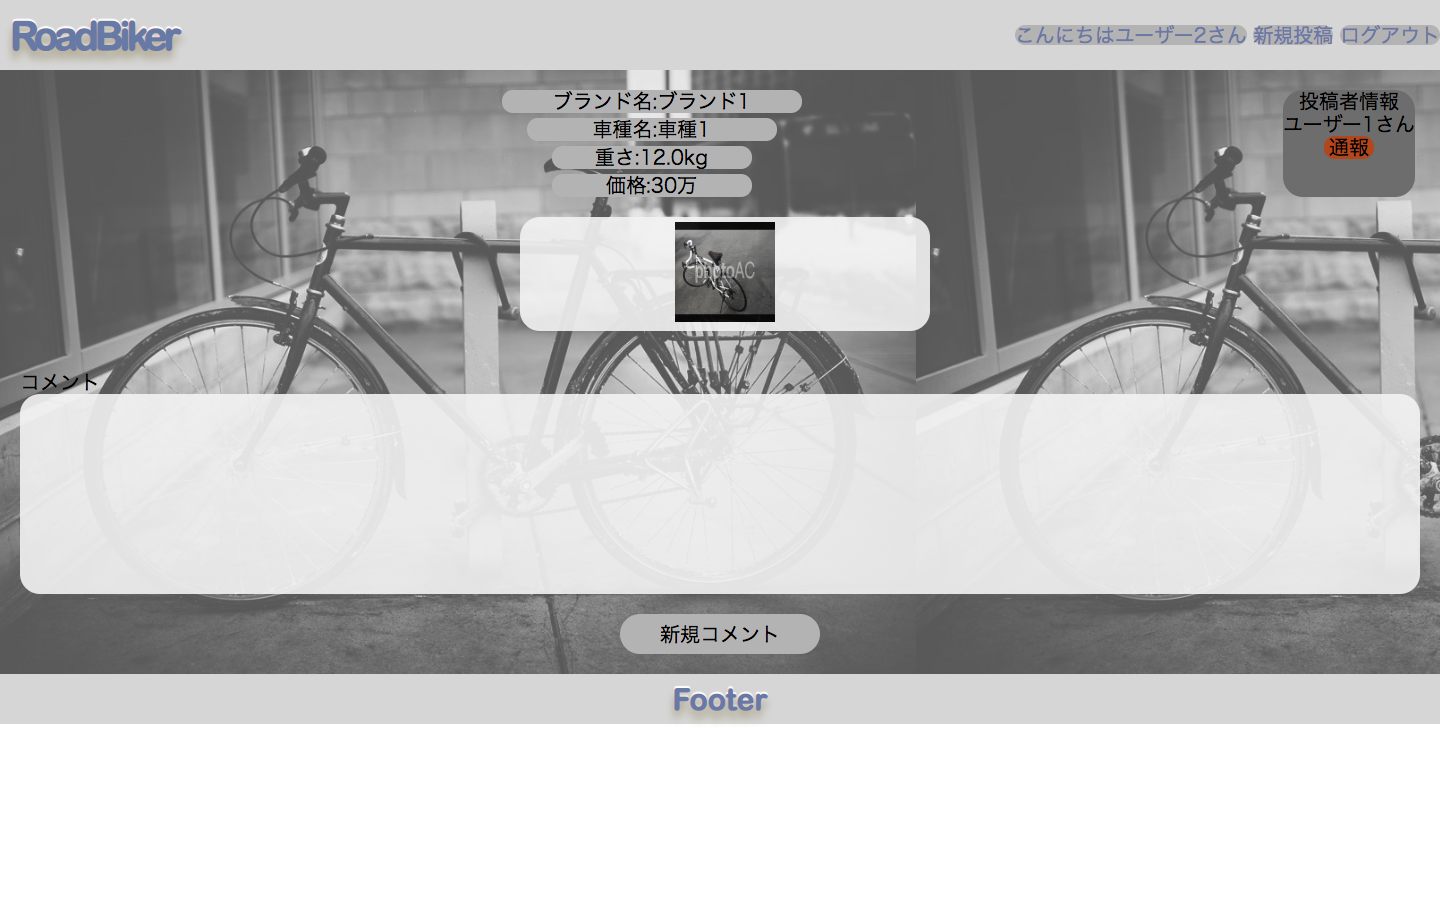 RoadBiker
こんにちはユーザー2さん 新規投稿 ログアウト
ブランド名:ブランド1
車種名:車種1
重さ:12.0kg
価格:30万
投稿者情報
ユーザー1さん
通報
photoAC
コメント
新規コメント
Footer